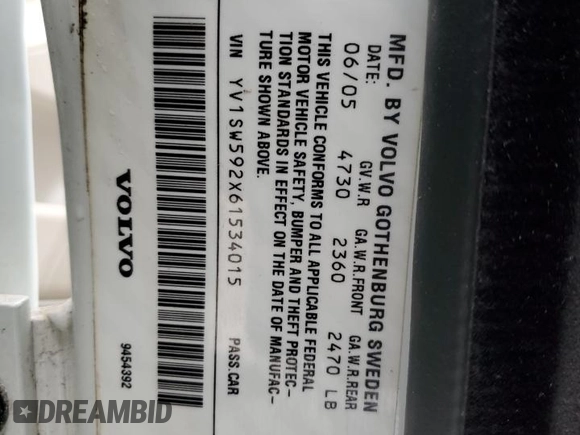 MFD. BY VOLVO GOTHENBURG SWEDEN
DATE: GV.W.R GA.W.R.FRONT GA.W.R.REAR
06/05 4730 2360 2470 LB
THIS VEHICLE CONFORMS TO ALL APPLICABLE FEDERAL
MOTOR VEHICLE SAFETY, BUMPER AND THEFT PROTEC-
TION STANDARDS IN EFFECT ON THE DATE OF MANUFAC-
TURE SHOWN ABOVE.
VIN YV1SW592X61534015 PASS.CAR
VOLVO 9454392
DREAMBID